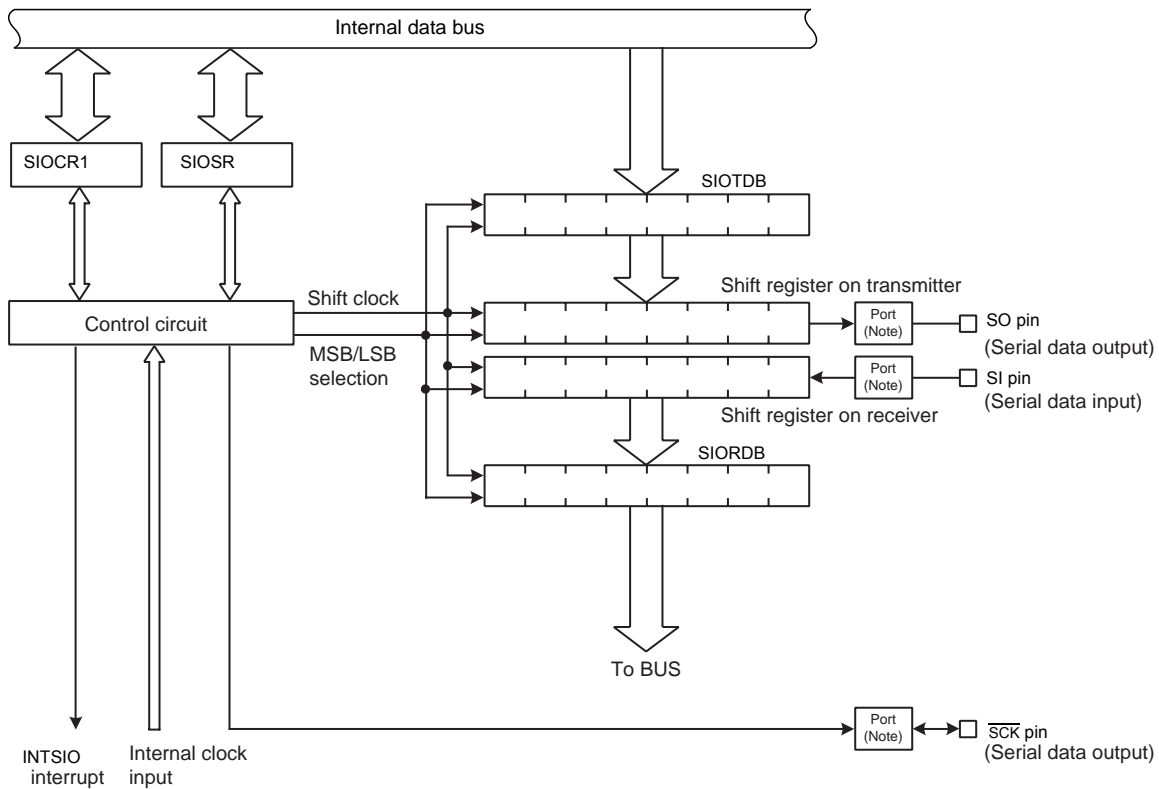 Internal data bus
SIOCR1
SIOSR
SIOTDB
Shift register on transmitter
Shift clock
Control circuit
MSB/LSB
selection
Port
(Note)
SO pin
(Serial data output)
Port
(Note)
SI pin
(Serial data input)
Shift register on receiver
SIORDB
To BUS
Port
(Note)
SCK pin
(Serial data output)
INTSIO
interrupt
Internal clock
input